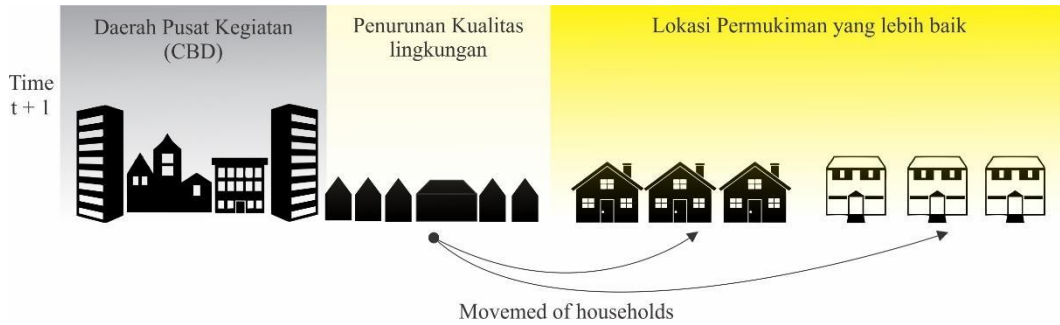 Daerah Pusat Kegiatan
(CBD)
Penurunan Kualitas
lingkungan
Lokasi Permukiman yang lebih baik
Time
t + 1
Movemed of households